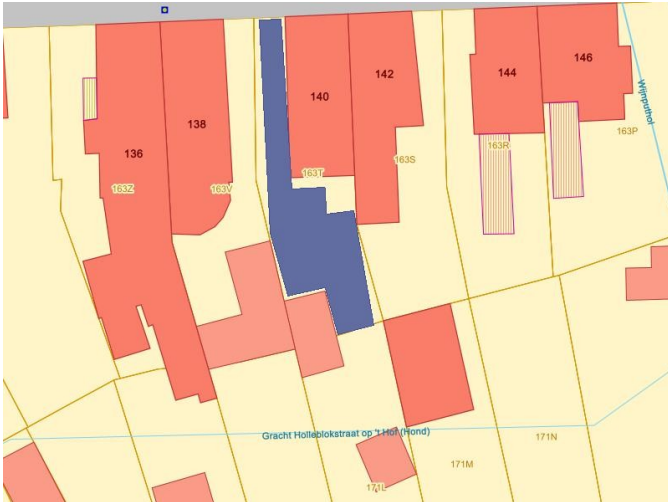 146
144
142
Wijnputhof
140
138
136
163P
163R
163S
163T
163V
163Z
Gracht Holleblokstraat op 't Hof (Hond)
171N
171M
171L